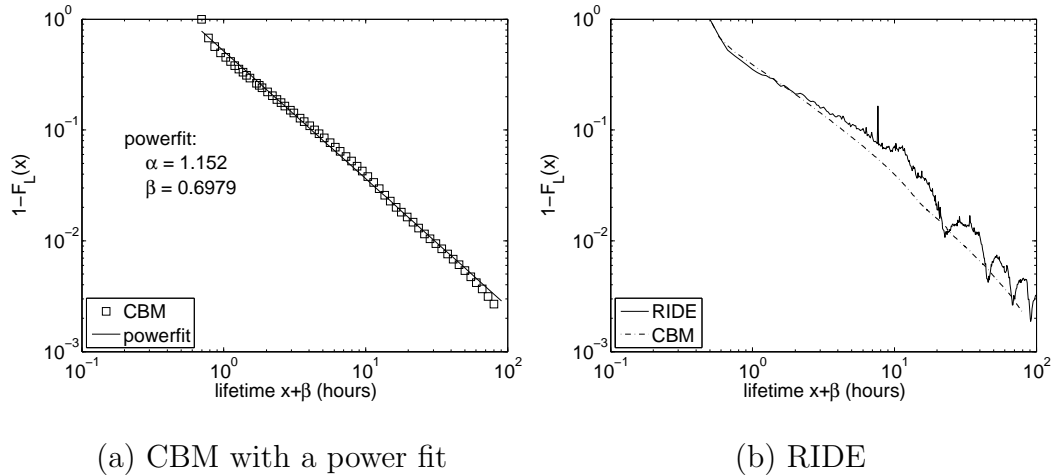 10^0
10^-1
10^-2
10^-3
10^-1
10^0
10^1
10^2
1−F_L(x)
lifetime x+β (hours)
powerfit:
α = 1.152
β = 0.6979
CBM
powerfit
(a) CBM with a power fit
10^0
10^-1
10^-2
10^-3
10^-1
10^0
10^1
10^2
1−F_L(x)
lifetime x+β (hours)
RIDE
CBM
(b) RIDE